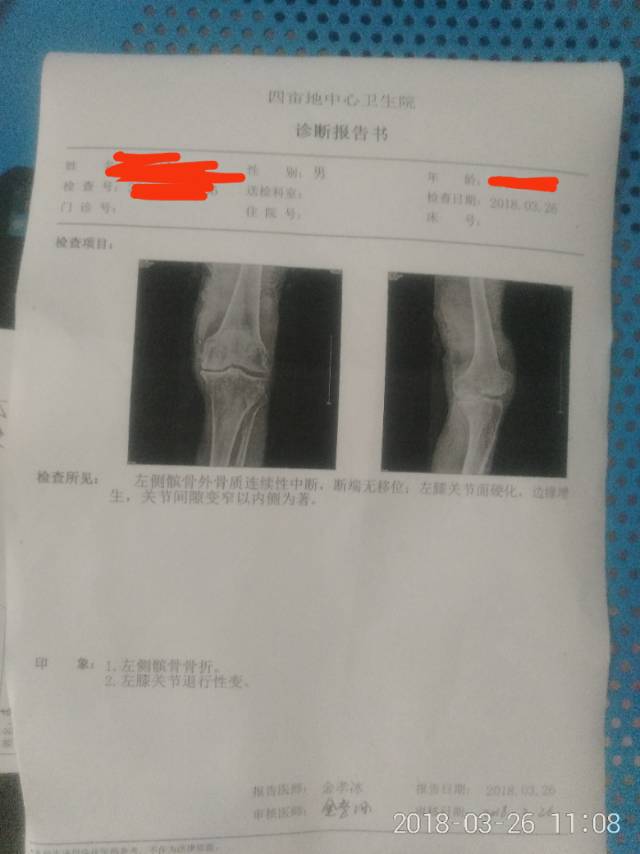 四亩地中心卫生院
诊断报告书
姓 性 别：男 年 龄：
检查号： 送检科室： 检查日期：2018.03.26
门诊号： 住院号： 床 号：
检查项目：
检查所见： 左侧髌骨外骨质连续性中断，断端无移位；左膝关节面硬化，边缘增
生，关节间隙变窄以内侧为著。
印 象：1.左侧髌骨骨折。
2.左膝关节退行性变。
报告医师： 报告日期： 2018.03.26
审核医师： 审核日期：
2018-03-26 11:08